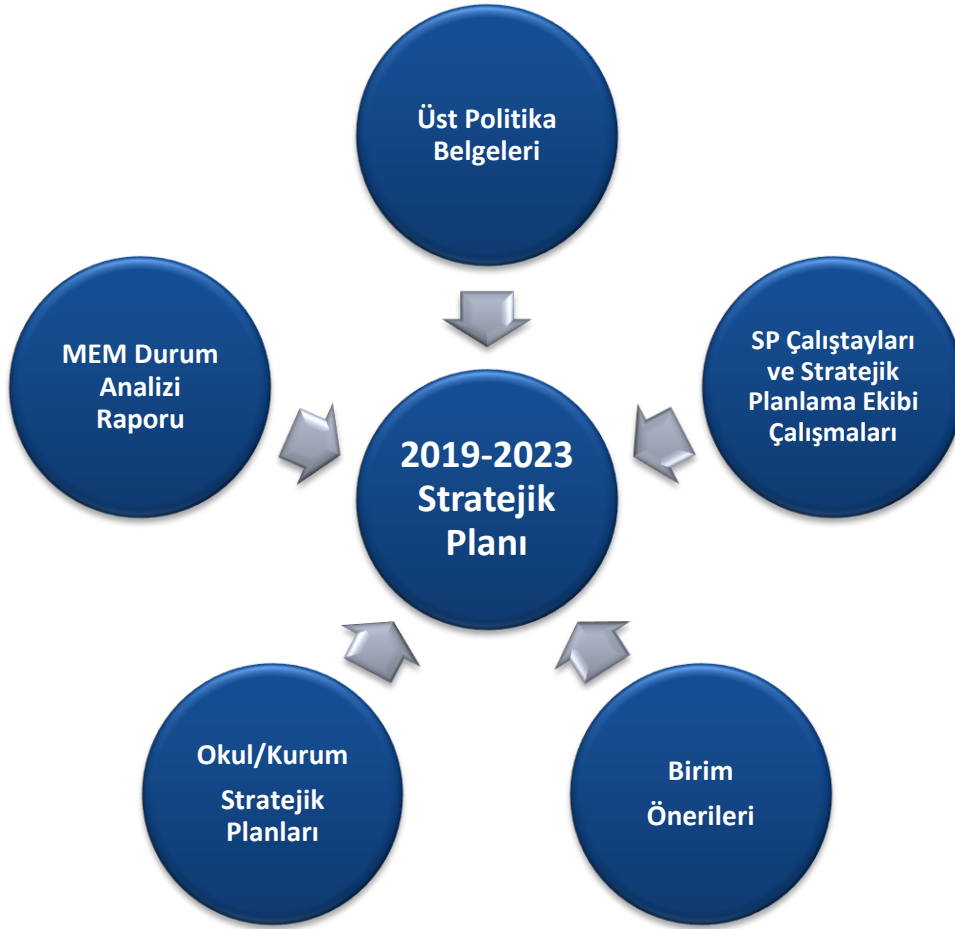 Üst Politika
Belgeleri
MEM Durum
Analizi
Raporu
SP Çalıştayları
ve Stratejik
Planlama Ekibi
Çalışmaları
2019-2023
Stratejik
Planı
Okul/Kurum
Stratejik
Planları
Birim
Önerileri